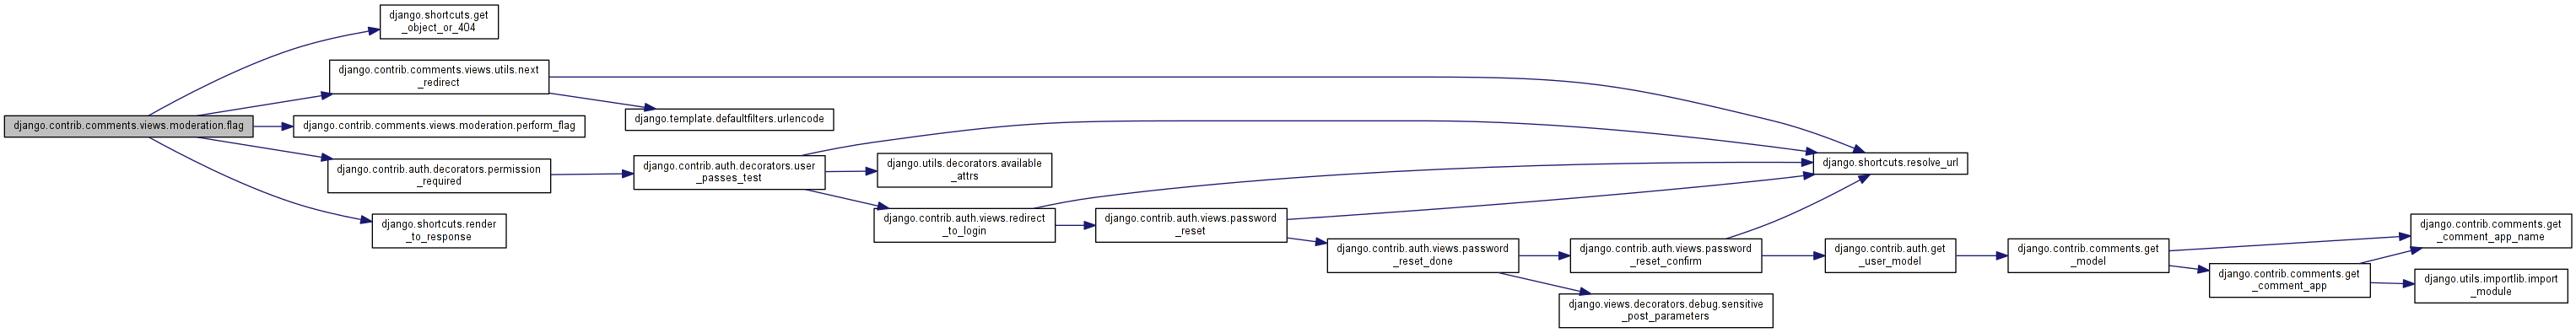 django.shortcuts.get
_object_or_404
django.contrib.comments.views.utils.next
_redirect
django.template.defaultfilters.urlencode
django.contrib.comments.views.moderation.flag
django.contrib.comments.views.moderation.perform_flag
django.contrib.auth.decorators.permission
_required
django.shortcuts.render
_to_response
django.contrib.auth.decorators.user
_passes_test
django.utils.decorators.available
_attrs
django.contrib.auth.views.redirect
_to_login
django.contrib.auth.views.password
_reset
django.contrib.auth.views.password
_reset_done
django.contrib.auth.views.password
_reset_confirm
django.views.decorators.debug.sensitive
_post_parameters
django.shortcuts.resolve_url
django.contrib.auth.get
_user_model
django.contrib.comments.get
_model
django.contrib.comments.get
_comment_app
django.contrib.comments.get
_comment_app_name
django.utils.importlib.import
_module